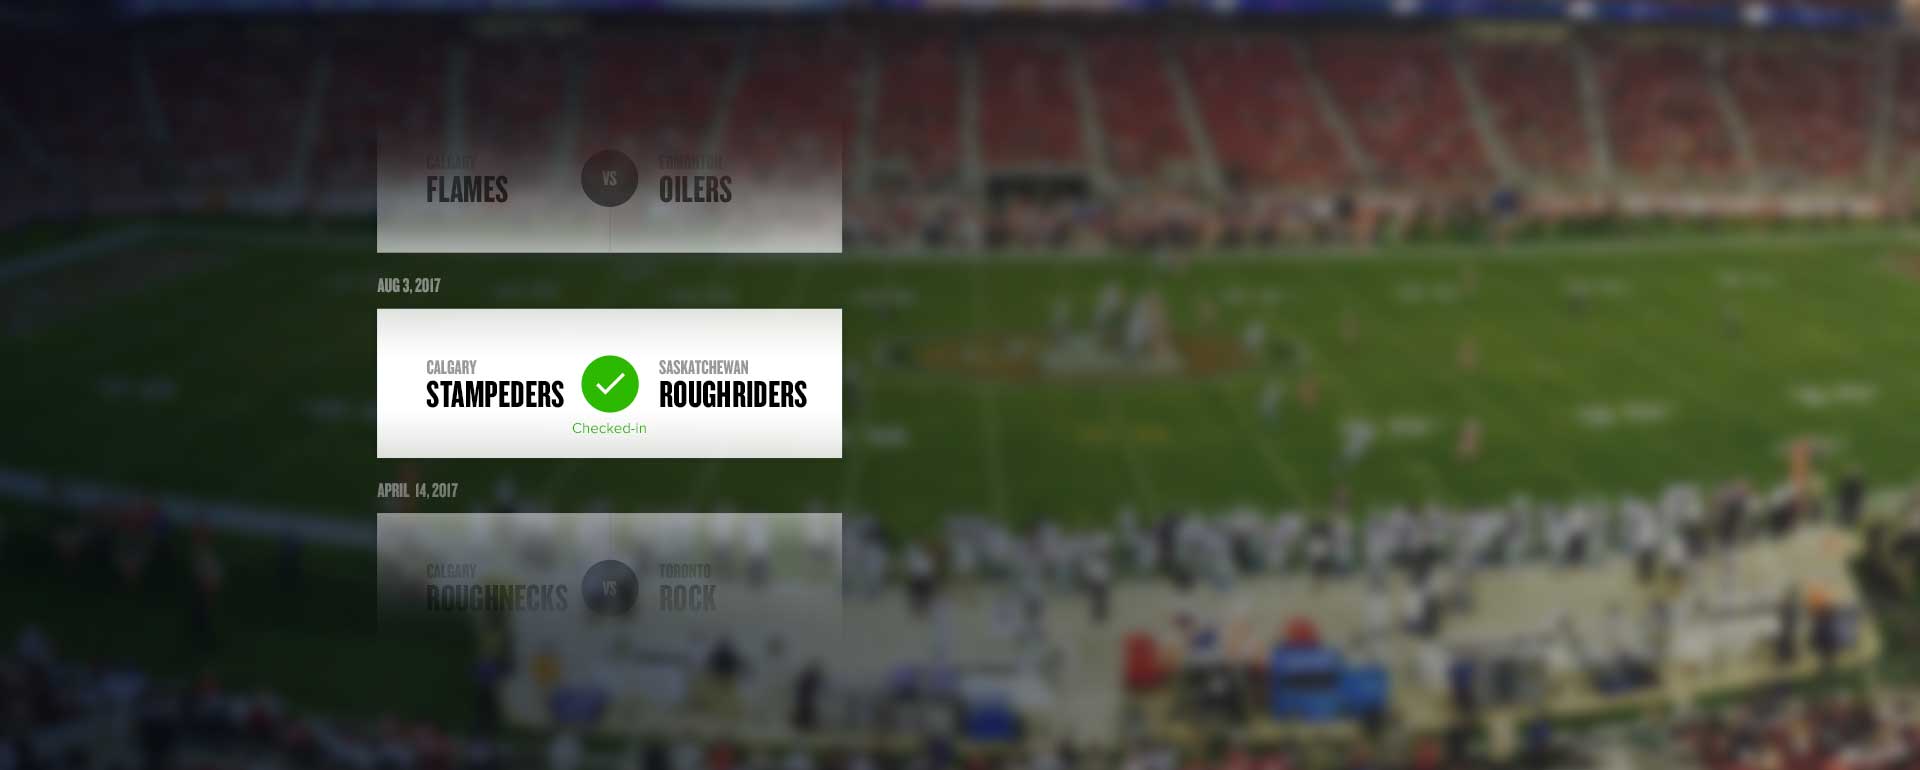 CALGARY
FLAMES
VS
EDMONTON
OILERS
AUG 3, 2017
CALGARY
STAMPEDERS
SASKATCHEWAN
ROUGHRIDERS
Checked-in
APRIL 14, 2017
CALGARY
ROUGHNECKS
VS
TORONTO
ROCK